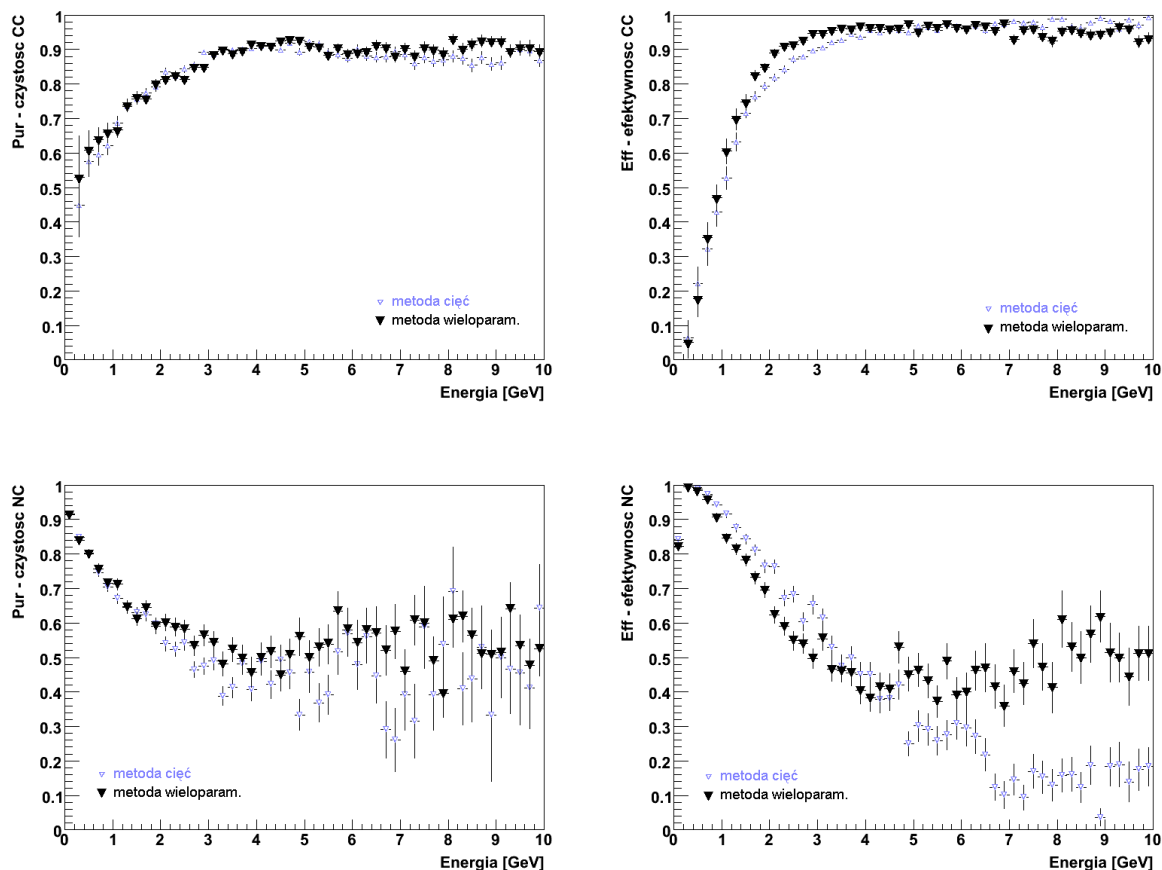 Pur - czystosc CC
1
0.9
0.8
0.7
0.6
0.5
0.4
0.3
0.2
0.1
0
metoda cięć
metoda wieloparam.
0 1 2 3 4 5 6 7 8 9 10
Energia [GeV]
Eff - efektywnosc CC
1
0.9
0.8
0.7
0.6
0.5
0.4
0.3
0.2
0.1
0
metoda cięć
metoda wieloparam.
0 1 2 3 4 5 6 7 8 9 10
Energia [GeV]
Pur - czystosc NC
1
0.9
0.8
0.7
0.6
0.5
0.4
0.3
0.2
0.1
0
metoda cięć
metoda wieloparam.
0 1 2 3 4 5 6 7 8 9 10
Energia [GeV]
Eff - efektywnosc NC
1
0.9
0.8
0.7
0.6
0.5
0.4
0.3
0.2
0.1
0
metoda cięć
metoda wieloparam.
0 1 2 3 4 5 6 7 8 9 10
Energia [GeV]